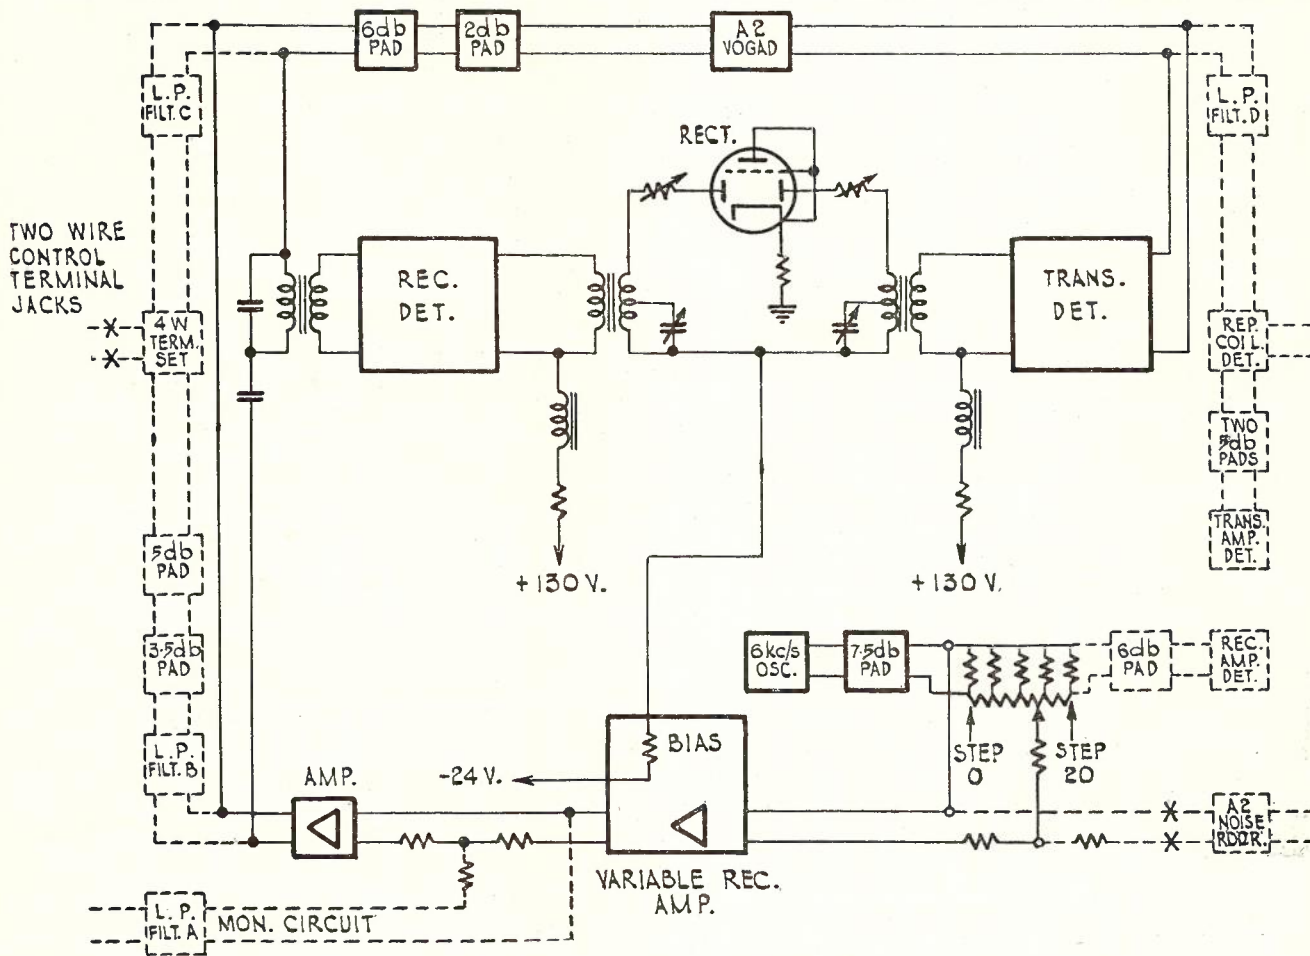 6db
PAD
2db
PAD
A2
VOGAD
L. P.
FILT. C
L. P.
FILT. D
RECT.
TWO WIRE
CONTROL
TERMINAL
JACKS
REC.
DET.
TRANS.
DET.
4 W
TERM.
SET
REP.
COIL.
DET.
TWO
5db
PADS
TRANS.
AMP.
DET.
5db
PAD
+130 V.
+130 V.
3·5db
PAD
6kc/s
OSC.
7·5db
PAD
6db
PAD
REC.
AMP.
DET.
L. P.
FILT. B
BIAS
STEP
0
STEP
20
-24 V.
AMP.
A2
NOISE
RDCR.
VARIABLE REC.
AMP.
L. P.
FILT. A
MON. CIRCUIT